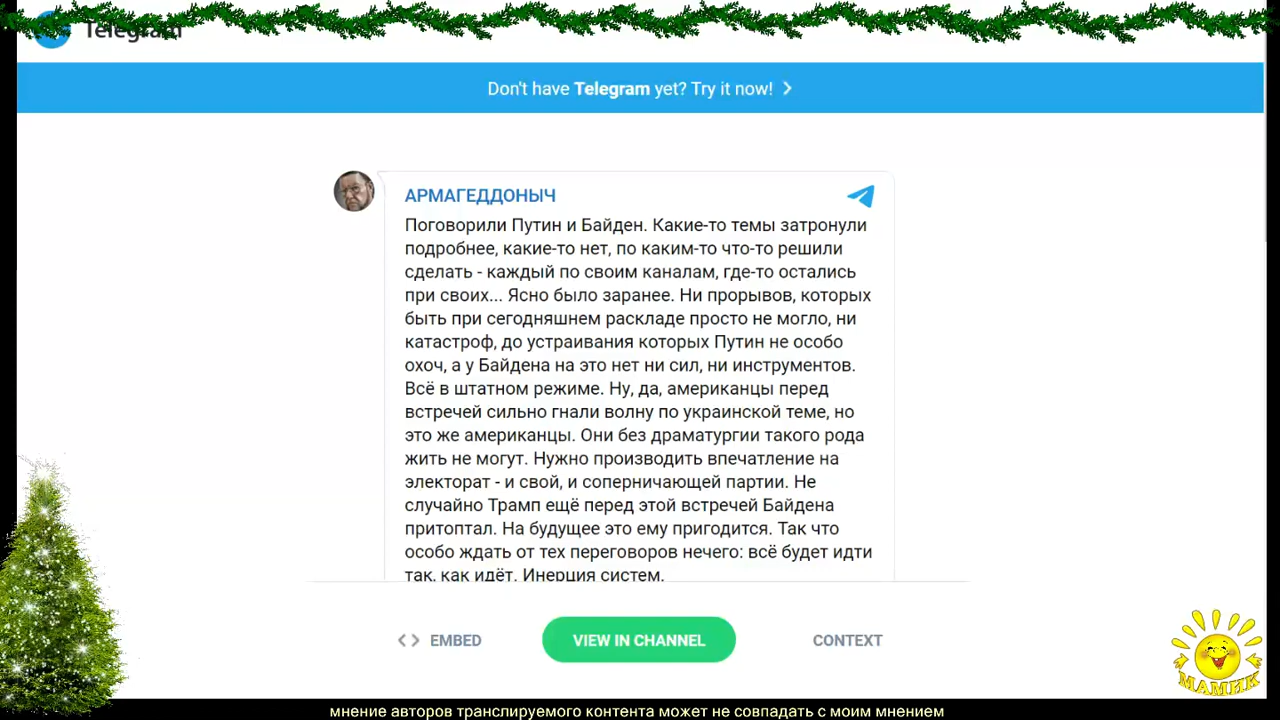 Telegram
Don't have Telegram yet? Try it now!
АРМАГЕДДОНЫЧ
Поговорили Путин и Байден. Какие-то темы затронули
подробнее, какие-то нет, по каким-то что-то решили
сделать - каждый по своим каналам, где-то остались
при своих... Ясно было заранее. Ни прорывов, которых
быть при сегодняшнем раскладе просто не могло, ни
катастроф, до устраивания которых Путин не особо
охоч, а у Байдена на это нет ни сил, ни инструментов.
Всё в штатном режиме. Ну, да, американцы перед
встречей сильно гнали волну по украинской теме, но
это же американцы. Они без драматургии такого рода
жить не могут. Нужно производить впечатление на
электорат - и свой, и соперничающей партии. Не
случайно Трамп ещё перед этой встречей Байдена
притоптал. На будущее это ему пригодится. Так что
особо ждать от тех переговоров нечего: всё будет идти
так, как идёт. Инерция систем.
EMBED
VIEW IN CHANNEL
CONTEXT
МАМИК
мнение авторов транслируемого контента может не совпадать с моим мнением